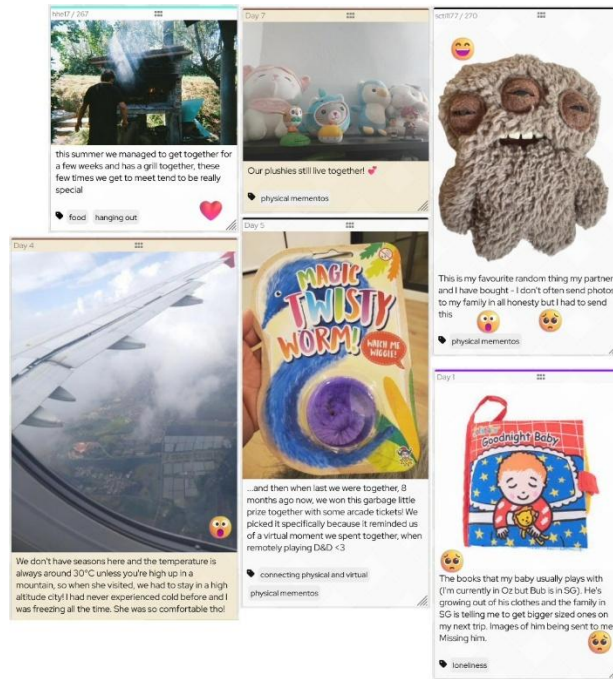 hhel7 / 267
this summer we managed to get together for
a few weeks and has a grill together, these
few times we get to meet tend to be really
special
food hanging out
Day 4
We don't have seasons here and the temperature is
always around 30°C unless you're high up in a
mountain, so when she visited, we had to stay in a high
altitude city! I had never experienced cold before and I
was freezing all the time. She was so comfortable tho!
Day 7
Our plushies still live together! 💕
physical mementos
Day 5
MAGIC
TWISTY
WORM!
WATCH ME
WIGGLE!
...and then when last we were together, 8
months ago now, we won this garbage little
prize together with some arcade tickets! We
picked it specifically because it reminded us
of a virtual moment we spent together, when
remotely playing D&D <3
connecting physical and virtual
physical mementos
This is my favourite random thing my partner
and I have bought - I don't often send photos
to my family in all honesty but I had to send
this
physical mementos
Day 1
Goodnight Baby
The books that my baby usually plays with
(I'm currently in Oz but Bub is in SG). He's
growing out of his clothes and the family in
SG is telling me to get bigger sized ones on
my next trip. Images of him being sent to me.
Missing him.
loneliness